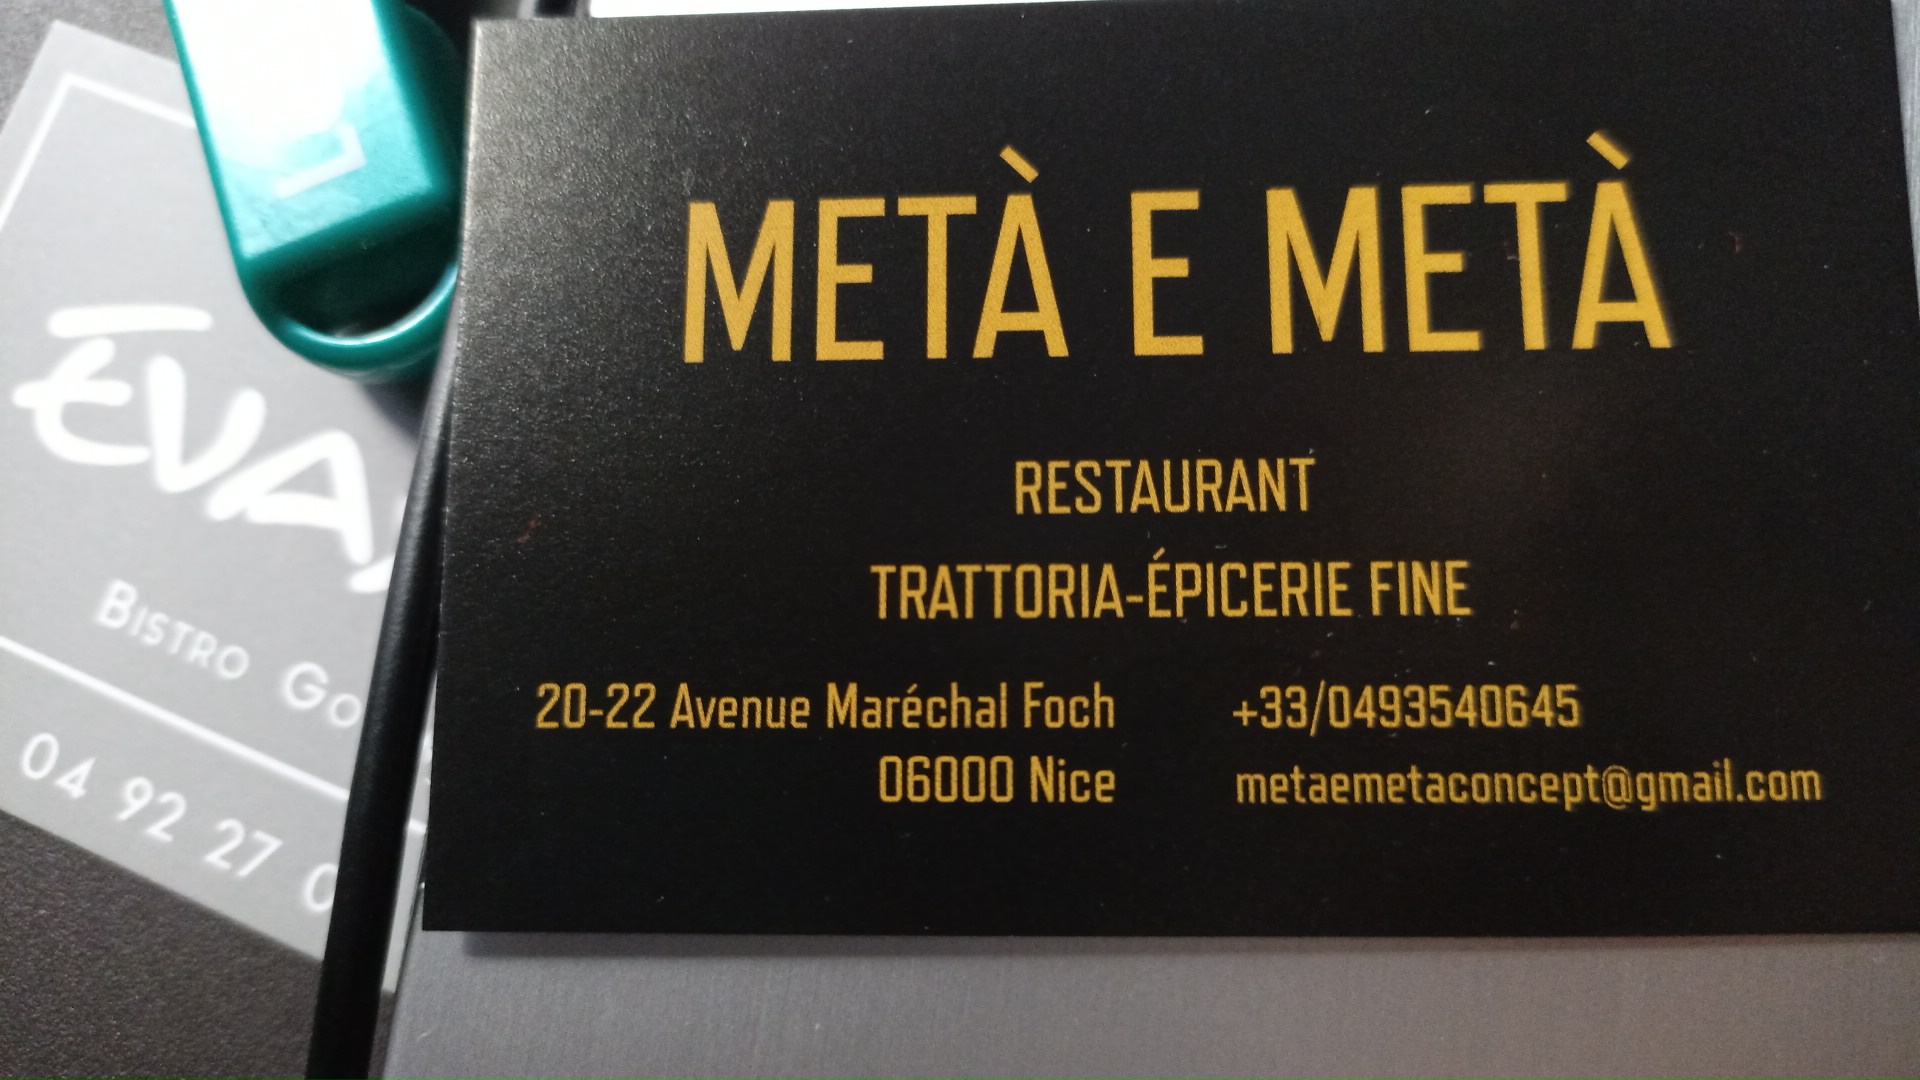 METÀ E METÀ
RESTAURANT
TRATTORIA-ÉPICERIE FINE
20-22 Avenue Maréchal Foch
06000 Nice
+33/0493540645
metaemetaconcept@gmail.com
BISTRO
04 92 27